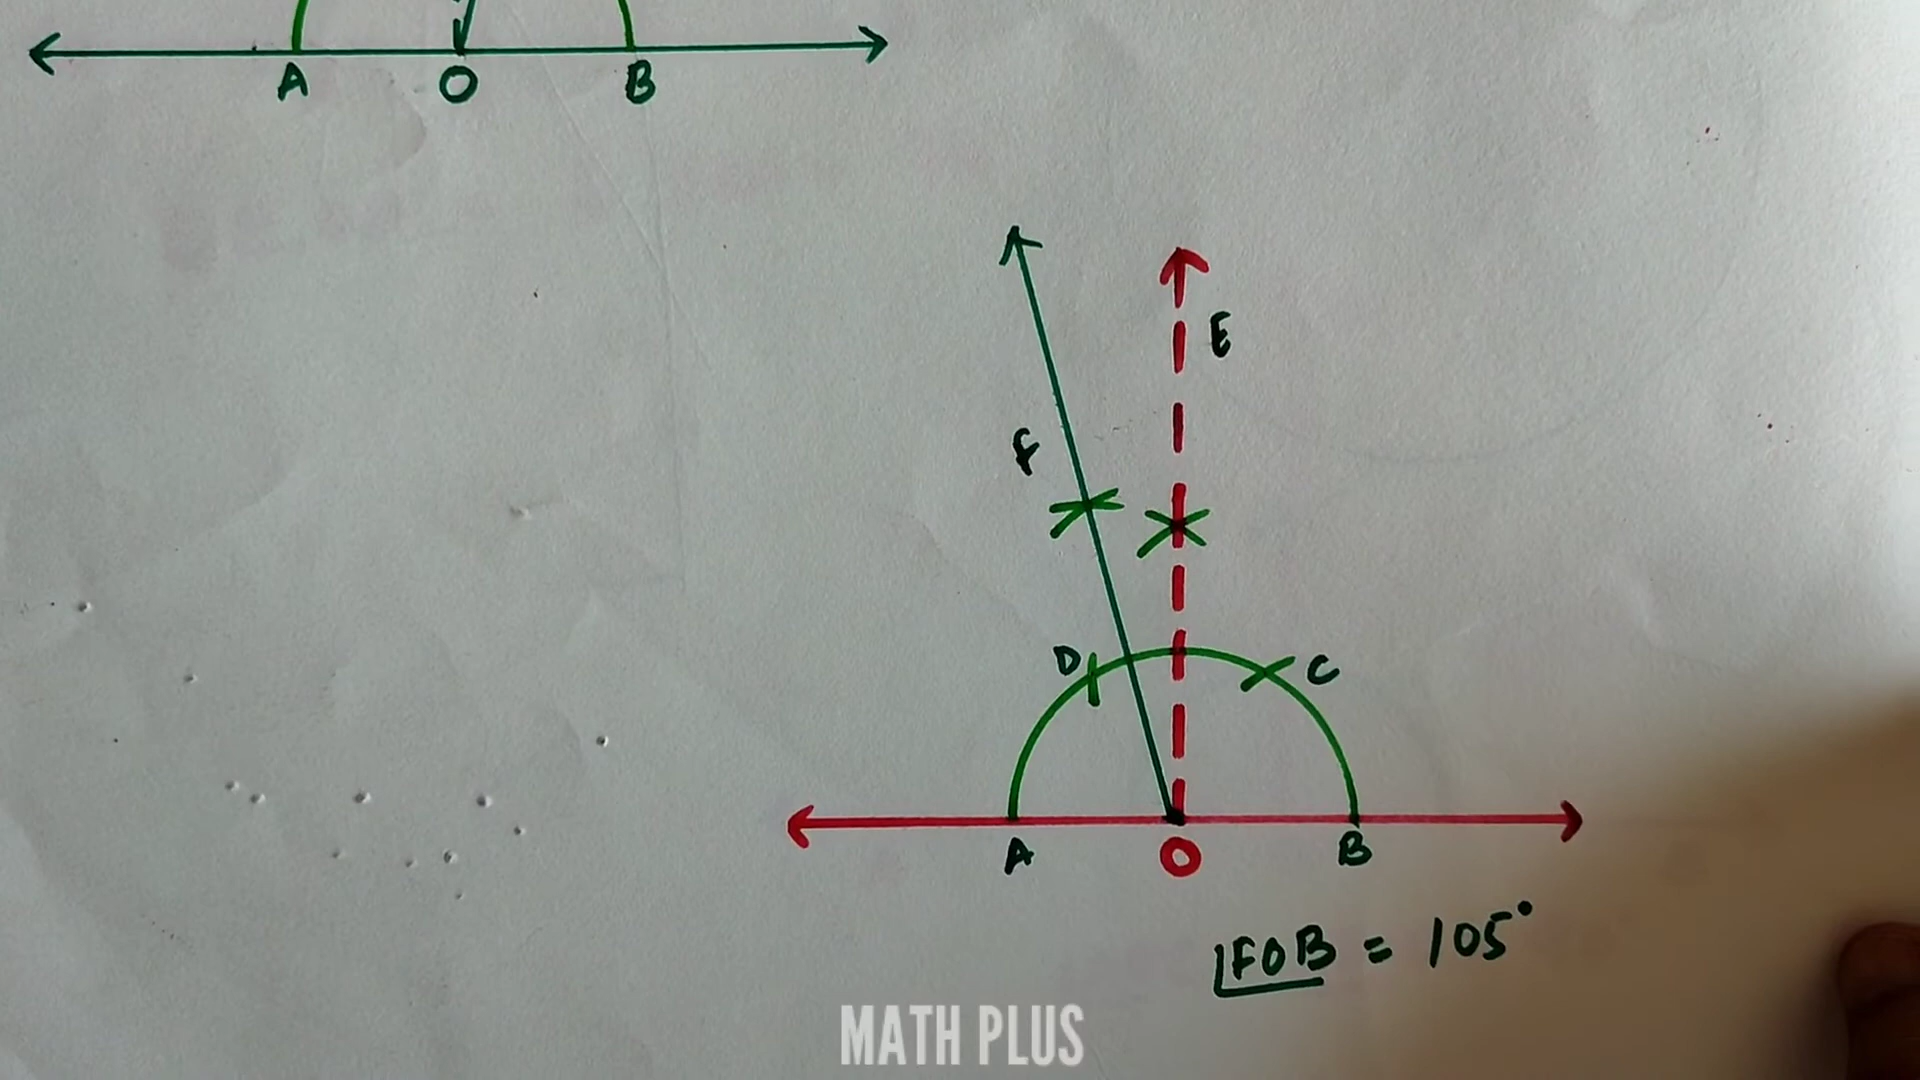 A O B
E
F
D C
A O B
∠FOB = 105°
MATH PLUS